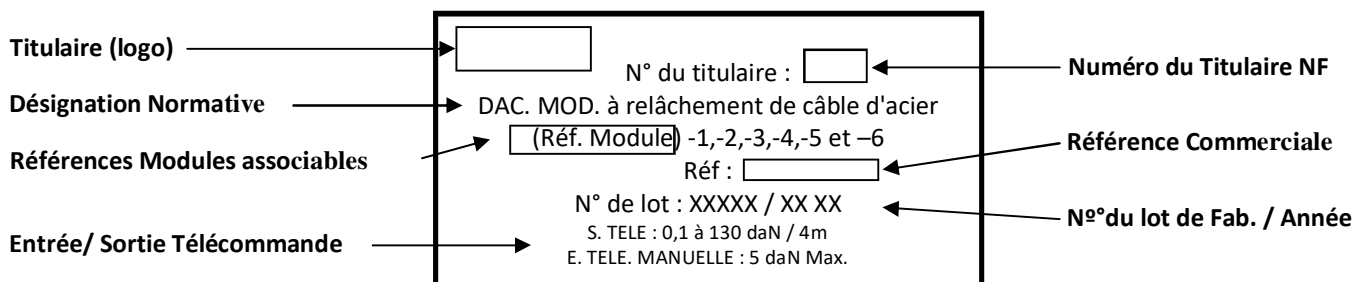 Titulaire (logo)
N° du titulaire :
Numéro du Titulaire NF
Désignation Normative
DAC. MOD. à relâchement de câble d'acier
(Réf. Module) -1,-2,-3,-4,-5 et –6
Références Modules associables
Référence Commerciale
Réf :
N° de lot : XXXXX / XX XX
Nº°du lot de Fab. / Année
S. TELE : 0,1 à 130 daN / 4m
Entrée/ Sortie Télécommande
E. TELE. MANUELLE : 5 daN Max.